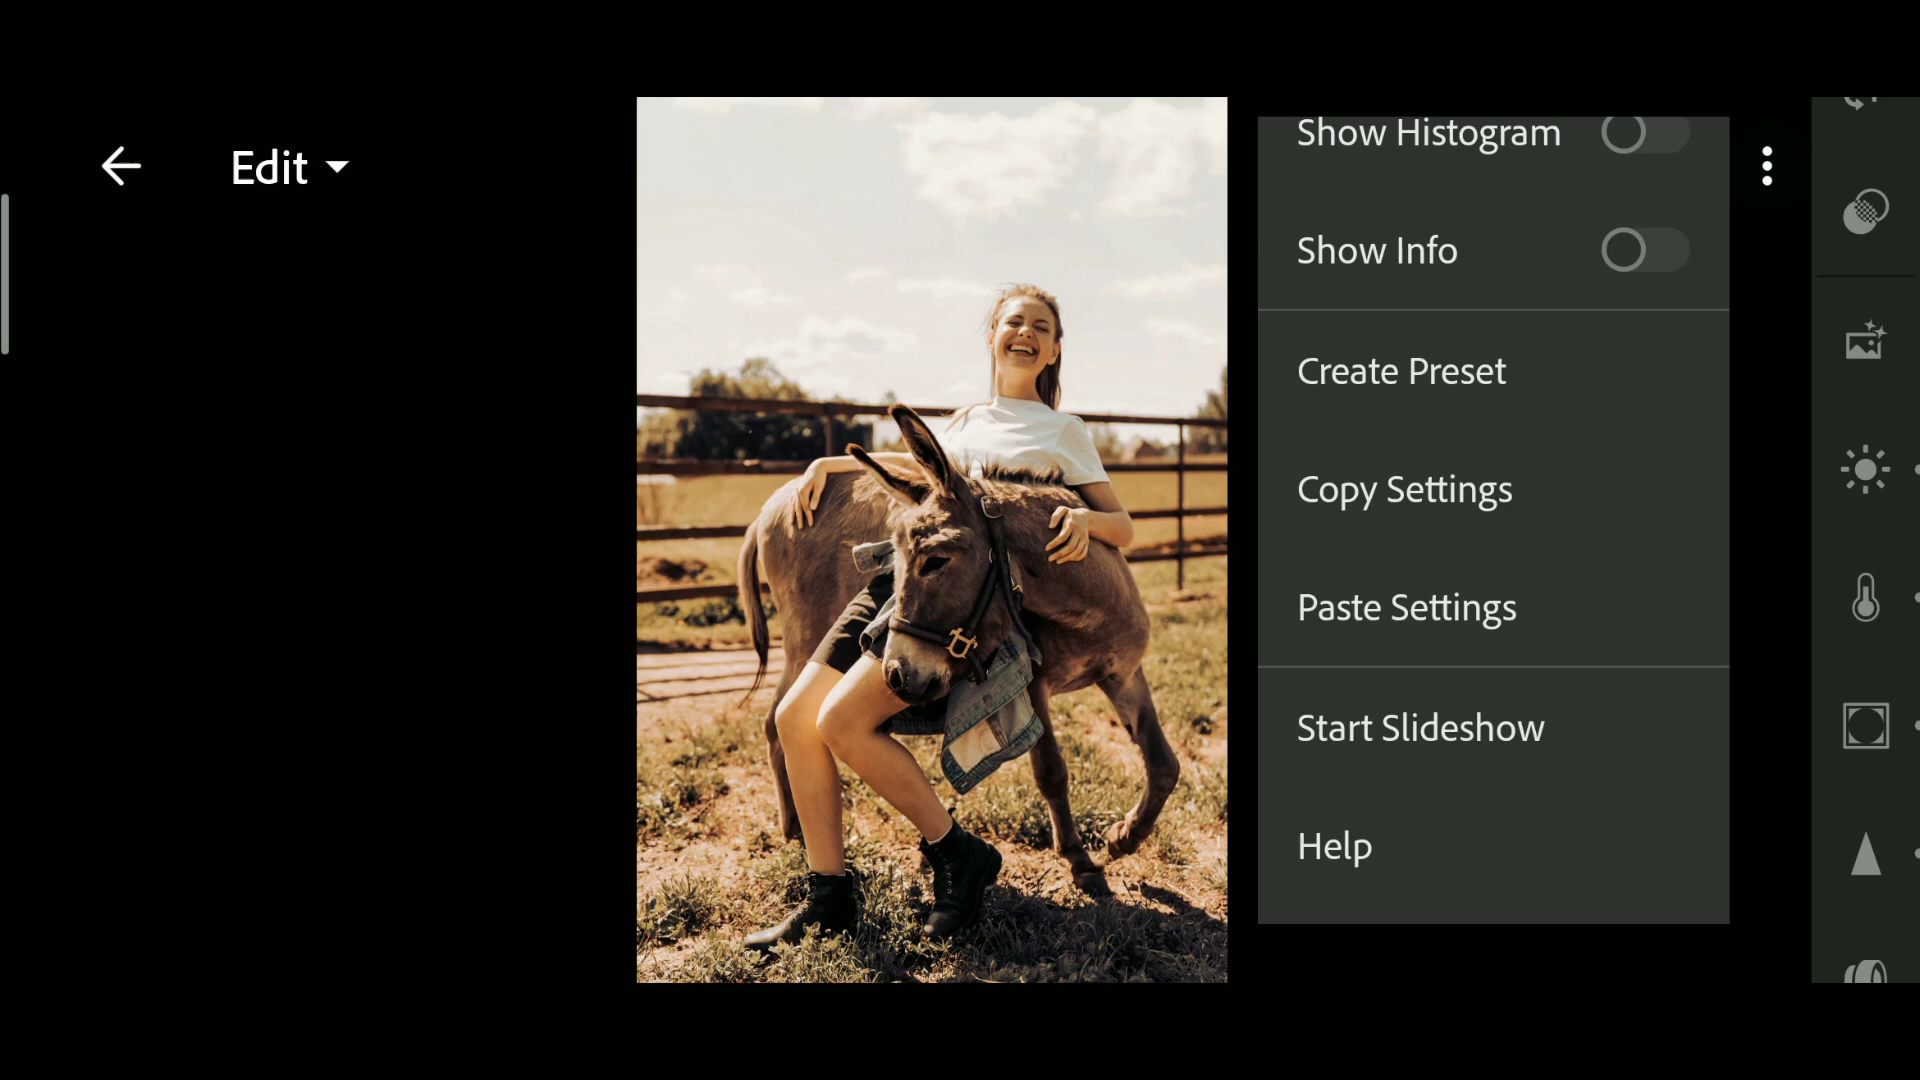 Edit
Show Histogram
Show Info
Create Preset
Copy Settings
Paste Settings
Start Slideshow
Help